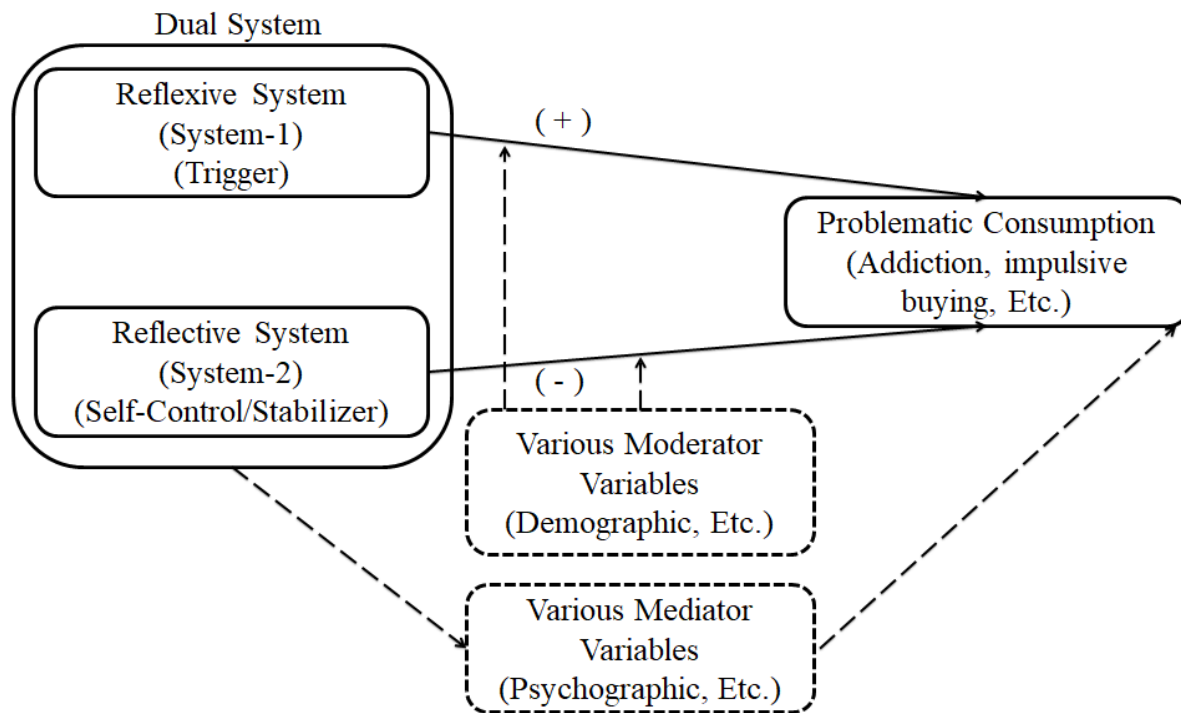 Dual System
Reflexive System
(System-1)
(Trigger)
( + )
Problematic Consumption
(Addiction, impulsive
buying, Etc.)
Reflective System
(System-2)
(Self-Control/Stabilizer)
( - )
Various Moderator
Variables
(Demographic, Etc.)
Various Mediator
Variables
(Psychographic, Etc.)